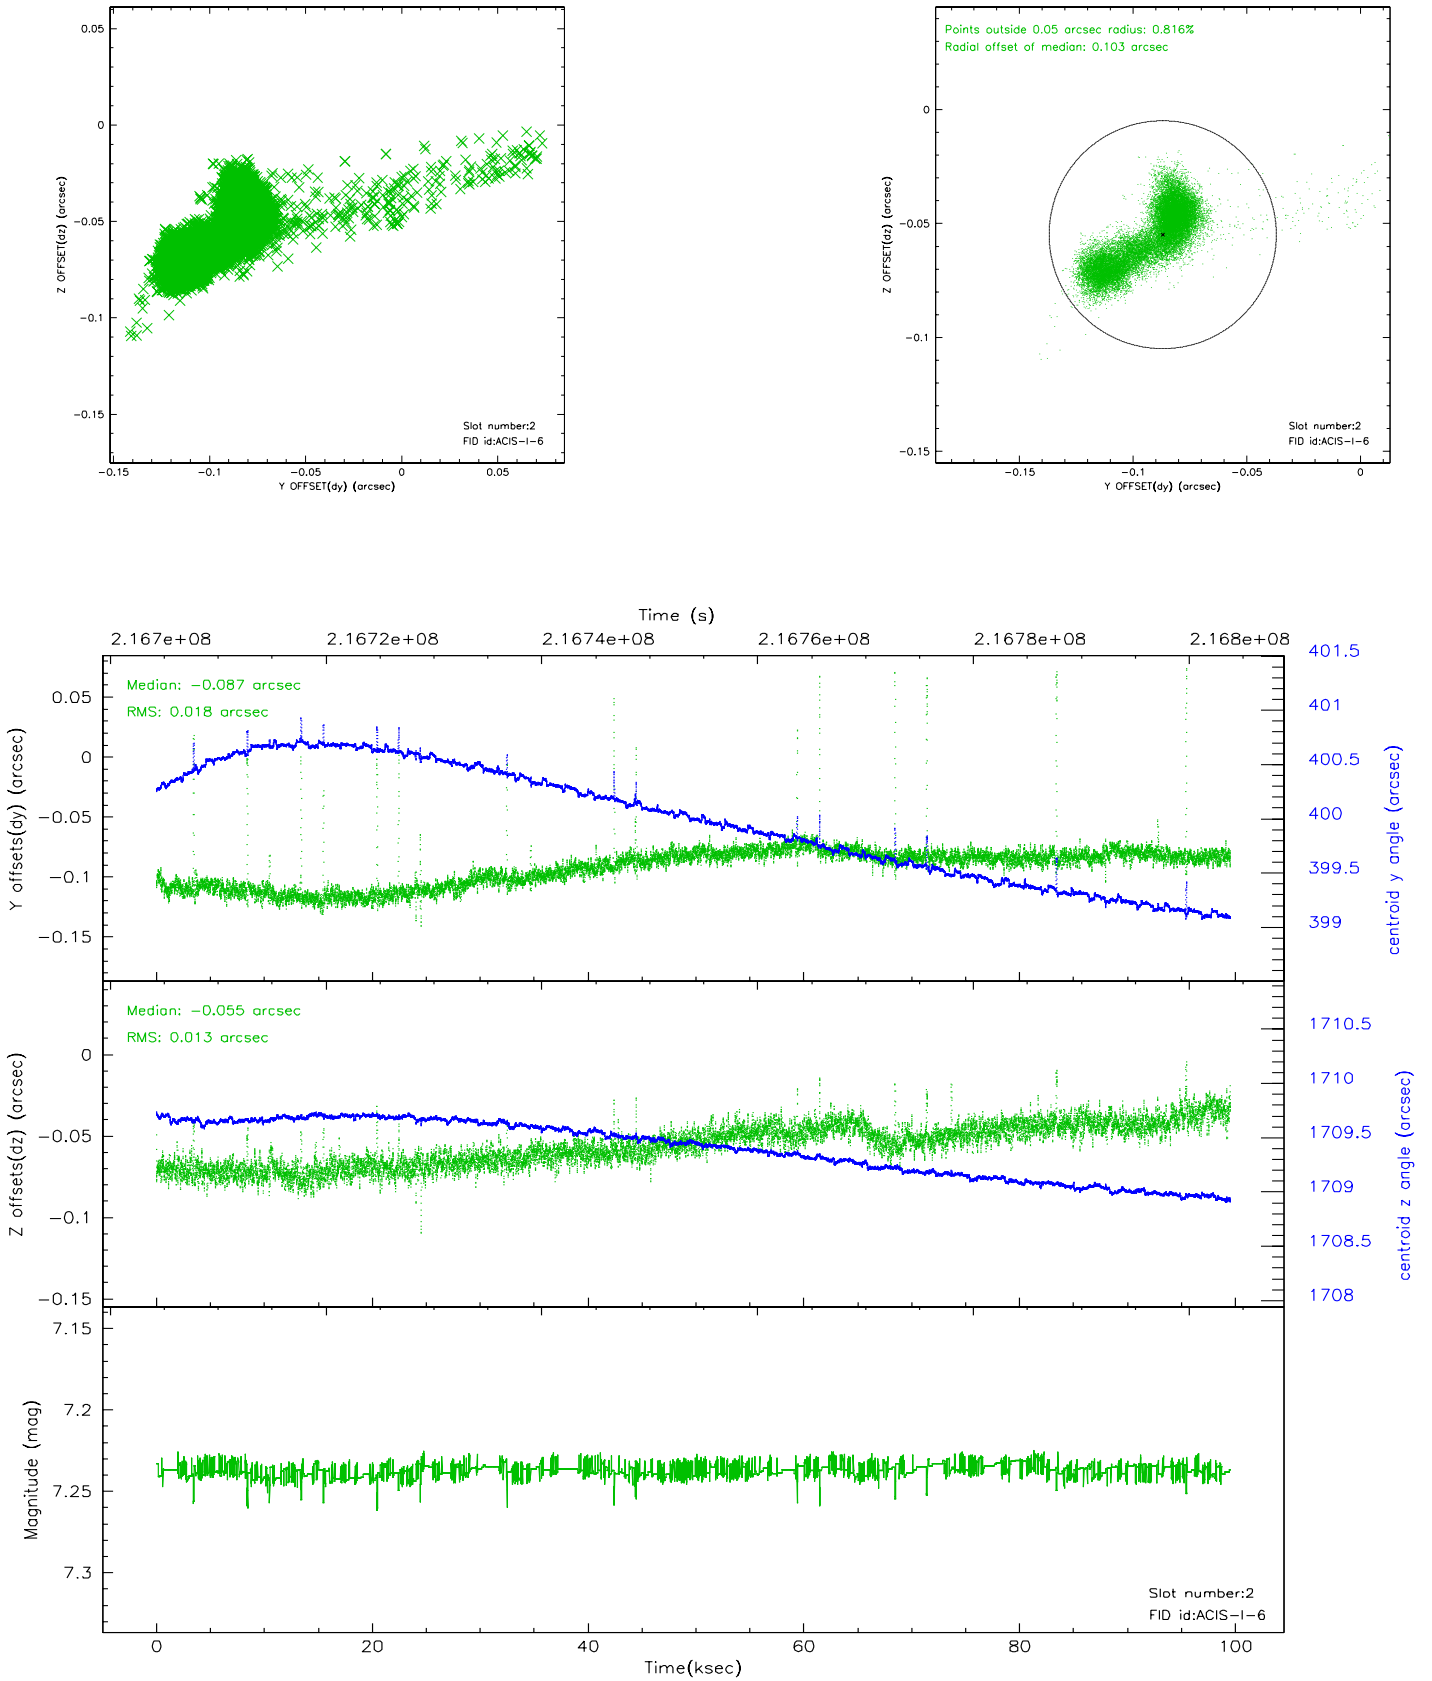 0.05
0
−0.05
−0.1
−0.15
Z OFFSET(dz) (arcsec)
−0.15
−0.1
−0.05
0
0.05
Y OFFSET(dy) (arcsec)
Slot number:2
FID id:ACIS−I−6
Points outside 0.05 arcsec radius: 0.816%
Radial offset of median: 0.103 arcsec
0
−0.05
−0.1
−0.15
Z OFFSET(dz) (arcsec)
−0.15
−0.1
−0.05
0
Y OFFSET(dy) (arcsec)
Slot number:2
FID id:ACIS−I−6
Time (s)
2.167e+08
2.1672e+08
2.1674e+08
2.1676e+08
2.1678e+08
2.168e+08
Median: −0.087 arcsec
RMS: 0.018 arcsec
0.05
0
−0.05
−0.1
−0.15
Y offsets(dy) (arcsec)
401.5
401
400.5
400
399.5
399
centroid y angle (arcsec)
Median: −0.055 arcsec
RMS: 0.013 arcsec
0
−0.05
−0.1
−0.15
Z offsets(dz) (arcsec)
1710.5
1710
1709.5
1709
1708.5
1708
centroid z angle (arcsec)
7.15
7.2
7.25
7.3
Magnitude (mag)
Slot number:2
FID id:ACIS−I−6
0
20
40
60
80
100
Time(ksec)